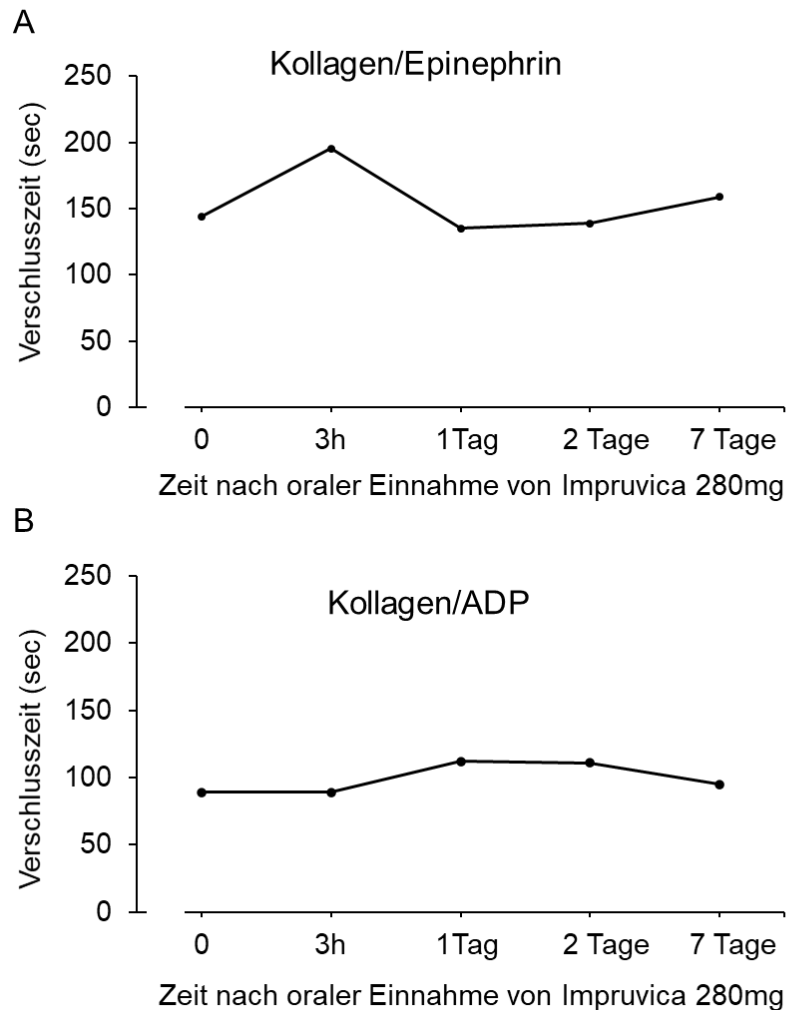 A
Kollagen/Epinephrin
Verschlusszeit (sec)
250
200
150
100
50
0
0 3h 1Tag 2 Tage 7 Tage
Zeit nach oraler Einnahme von Impruvica 280mg
B
Kollagen/ADP
Verschlusszeit (sec)
250
200
150
100
50
0
0 3h 1Tag 2 Tage 7 Tage
Zeit nach oraler Einnahme von Impruvica 280mg